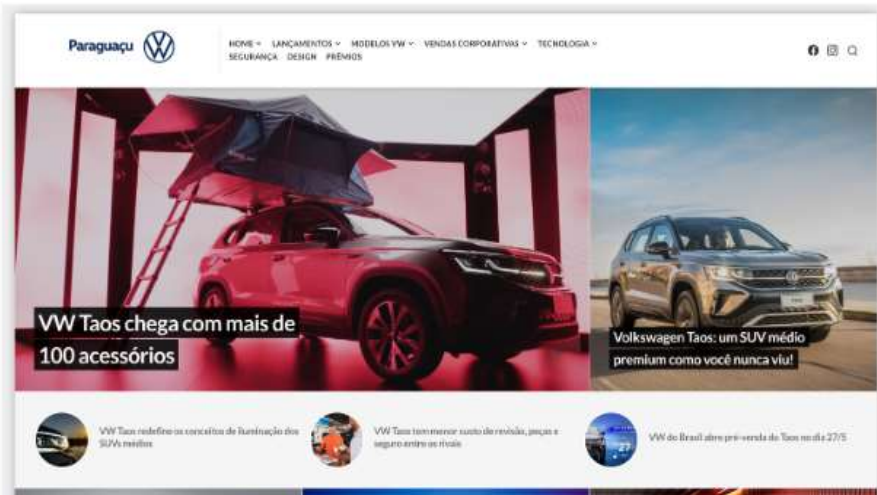 Paraguaçu
HOME LANÇAMENTOS MODELOS VW VENDAS CORPORATIVAS TECNOLOGIA
SEGURANÇA DESIGN PRÊMIOS
VW Taos chega com mais de
100 acessórios
Volkswagen Taos: um SUV médio
premium como você nunca viu!
VW Taos redefine os conceitos de iluminação dos
SUVs médios
VW Taos tem menor custo de revisão, peças e
seguro entre os rivais
27
VW do Brasil abre pré-venda do Taos no dia 27/5